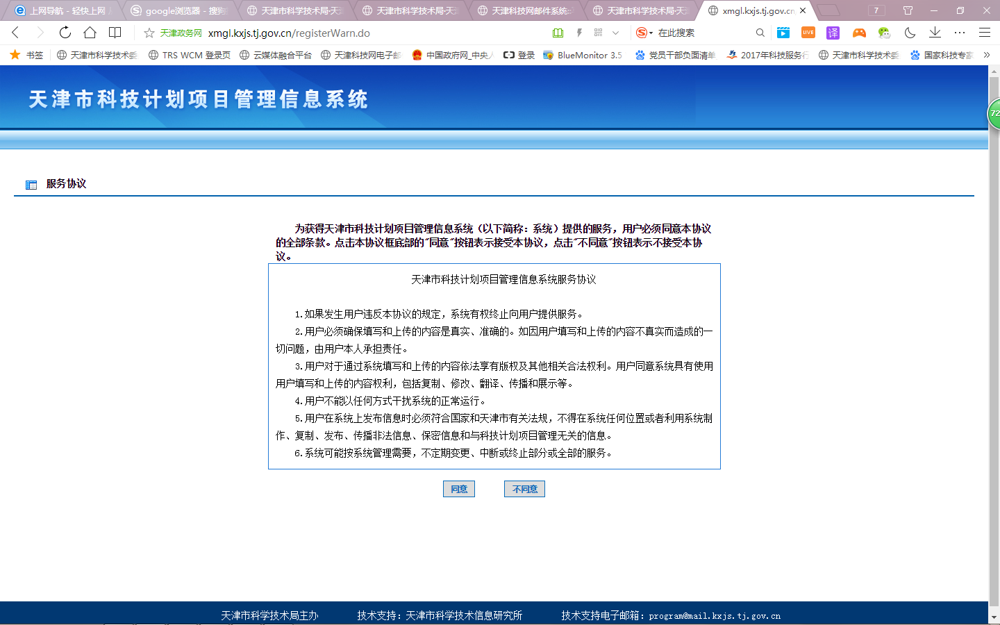 上网导航 - 轻快上网
google浏览器 - 搜狗
天津市科学技术局-天
天津市科学技术局-天
天津科技网邮件系统
天津市科学技术局-天
xmgl.kxjs.tj.gov.cn
7
天津政务网 xmgl.kxjs.tj.gov.cn/registerWarn.do
在此搜索
LIVE
译
书签
天津市科学技术委
TRS WCM 登录页
云媒体融合平台
天津科技网电子邮
中国政府网_中央人
登录
BlueMonitor 3.5
党员干部负面清单
2017年科技服务行
天津市科学技术委
国家科技专家
天津市科技计划项目管理信息系统
72
服务协议
为获得天津市科技计划项目管理信息系统（以下简称：系统）提供的服务，用户必须同意本协议
的全部条款。点击本协议框底部的"同意"按钮表示接受本协议，点击"不同意"按钮表示不接受本协
议。
天津市科技计划项目管理信息系统服务协议
1.如果发生用户违反本协议的规定，系统有权终止向用户提供服务。
2.用户必须确保填写和上传的内容是真实、准确的。如因用户填写和上传的内容不真实而造成的一
切问题，由用户本人承担责任。
3.用户对于通过系统填写和上传的内容依法享有版权及其他相关合法权利。用户同意系统具有使用
用户填写和上传的内容权利，包括复制、修改、翻译、传播和展示等。
4.用户不能以任何方式干扰系统的正常运行。
5.用户在系统上发布信息时必须符合国家和天津市有关法规，不得在系统任何位置或者利用系统制
作、复制、发布、传播非法信息、保密信息和与科技计划项目管理无关的信息。
6.系统可能按系统管理需要，不定期变更、中断或终止部分或全部的服务。
同意
不同意
天津市科学技术局主办
技术支持：天津市科学技术信息研究所
技术支持电子邮箱：program@mail.kxjs.tj.gov.cn